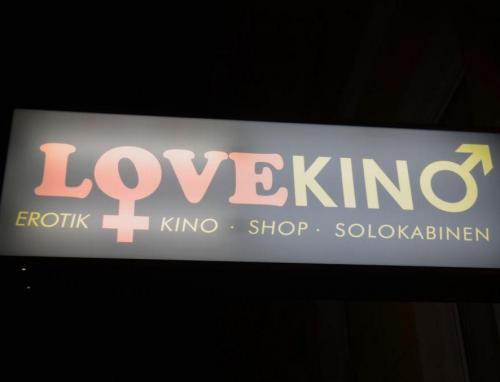 LOVEKINO
EROTIK KINO · SHOP · SOLOKABINEN